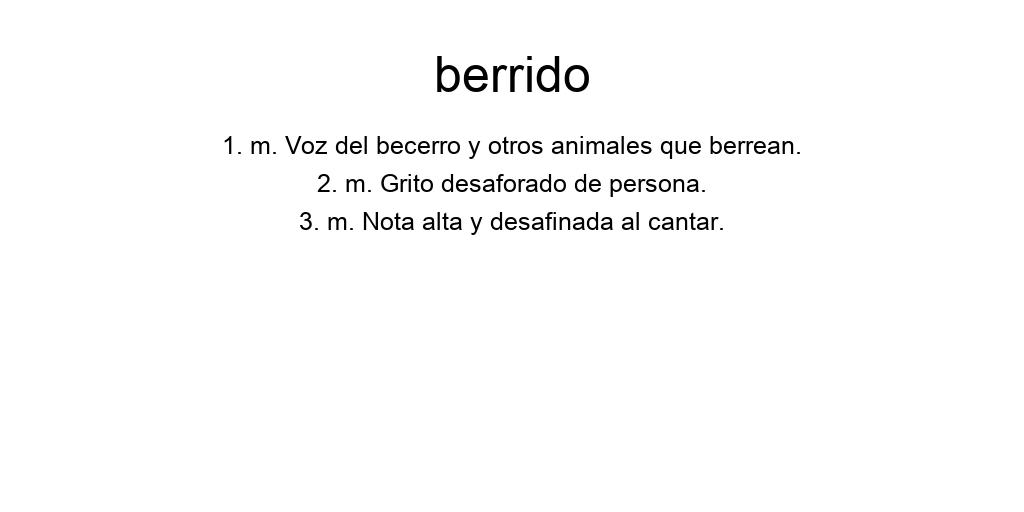 berrido
1. m. Voz del becerro y otros animales que berrean.
2. m. Grito desaforado de persona.
3. m. Nota alta y desafinada al cantar.